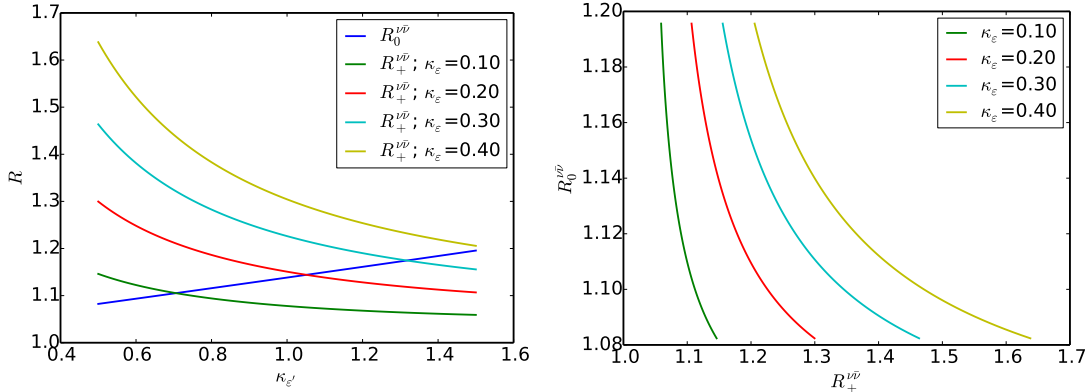 1.7
1.6
1.5
1.4
1.3
1.2
1.1
1.0
R
0.4 0.6 0.8 1.0 1.2 1.4 1.6
κ_ε′
R_0^{νν̄}
R_+^{νν̄}; κ_ε=0.10
R_+^{νν̄}; κ_ε=0.20
R_+^{νν̄}; κ_ε=0.30
R_+^{νν̄}; κ_ε=0.40
1.20
1.18
1.16
1.14
1.12
1.10
1.08
R_0^{νν̄}
1.0 1.1 1.2 1.3 1.4 1.5 1.6 1.7
R_+^{νν̄}
κ_ε=0.10
κ_ε=0.20
κ_ε=0.30
κ_ε=0.40